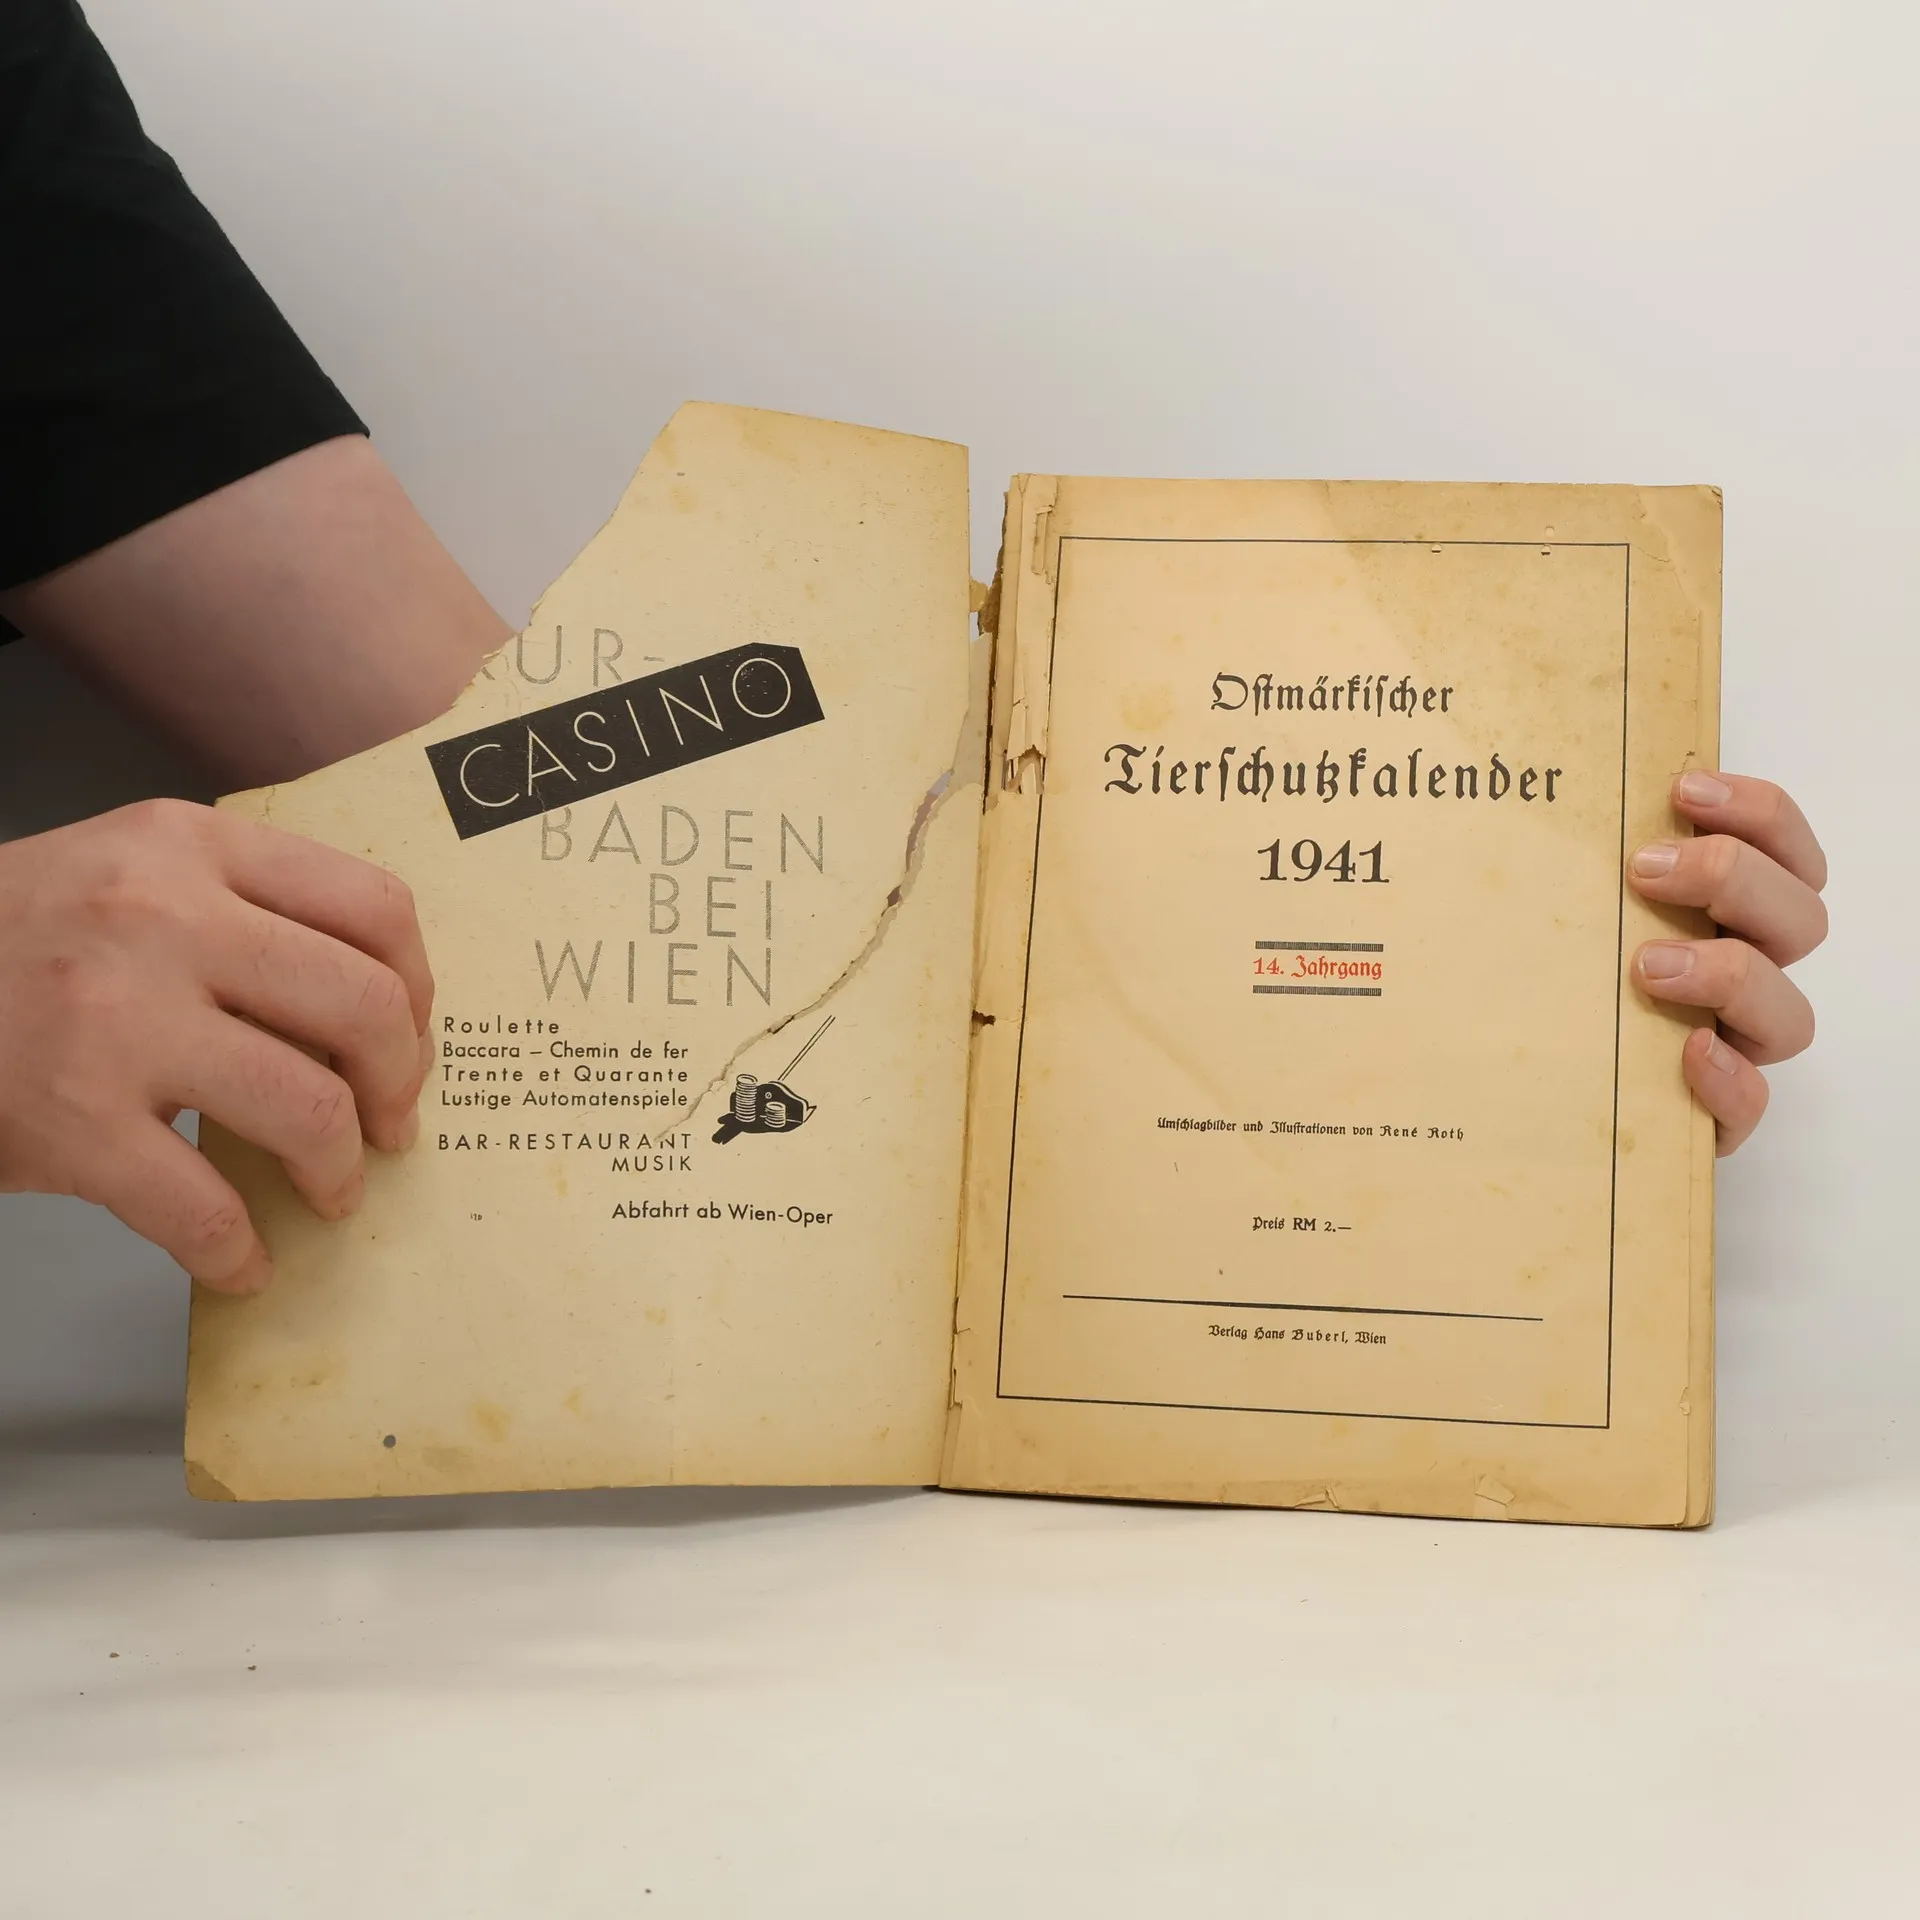 UR-
CASINO
BADEN
BEI
WIEN
Roulette
Baccara – Chemin de fer
Trente et Quarante
Lustige Automatenspiele
BAR-RESTAURANT
MUSIK
Abfahrt ab Wien-Oper
Ostmärkischer
Tierschutzkalender
1941
14. Jahrgang
Umschlagbilder und Illustrationen von René Roth
Preis RM 2.—
Verlag Hans Buberl, Wien